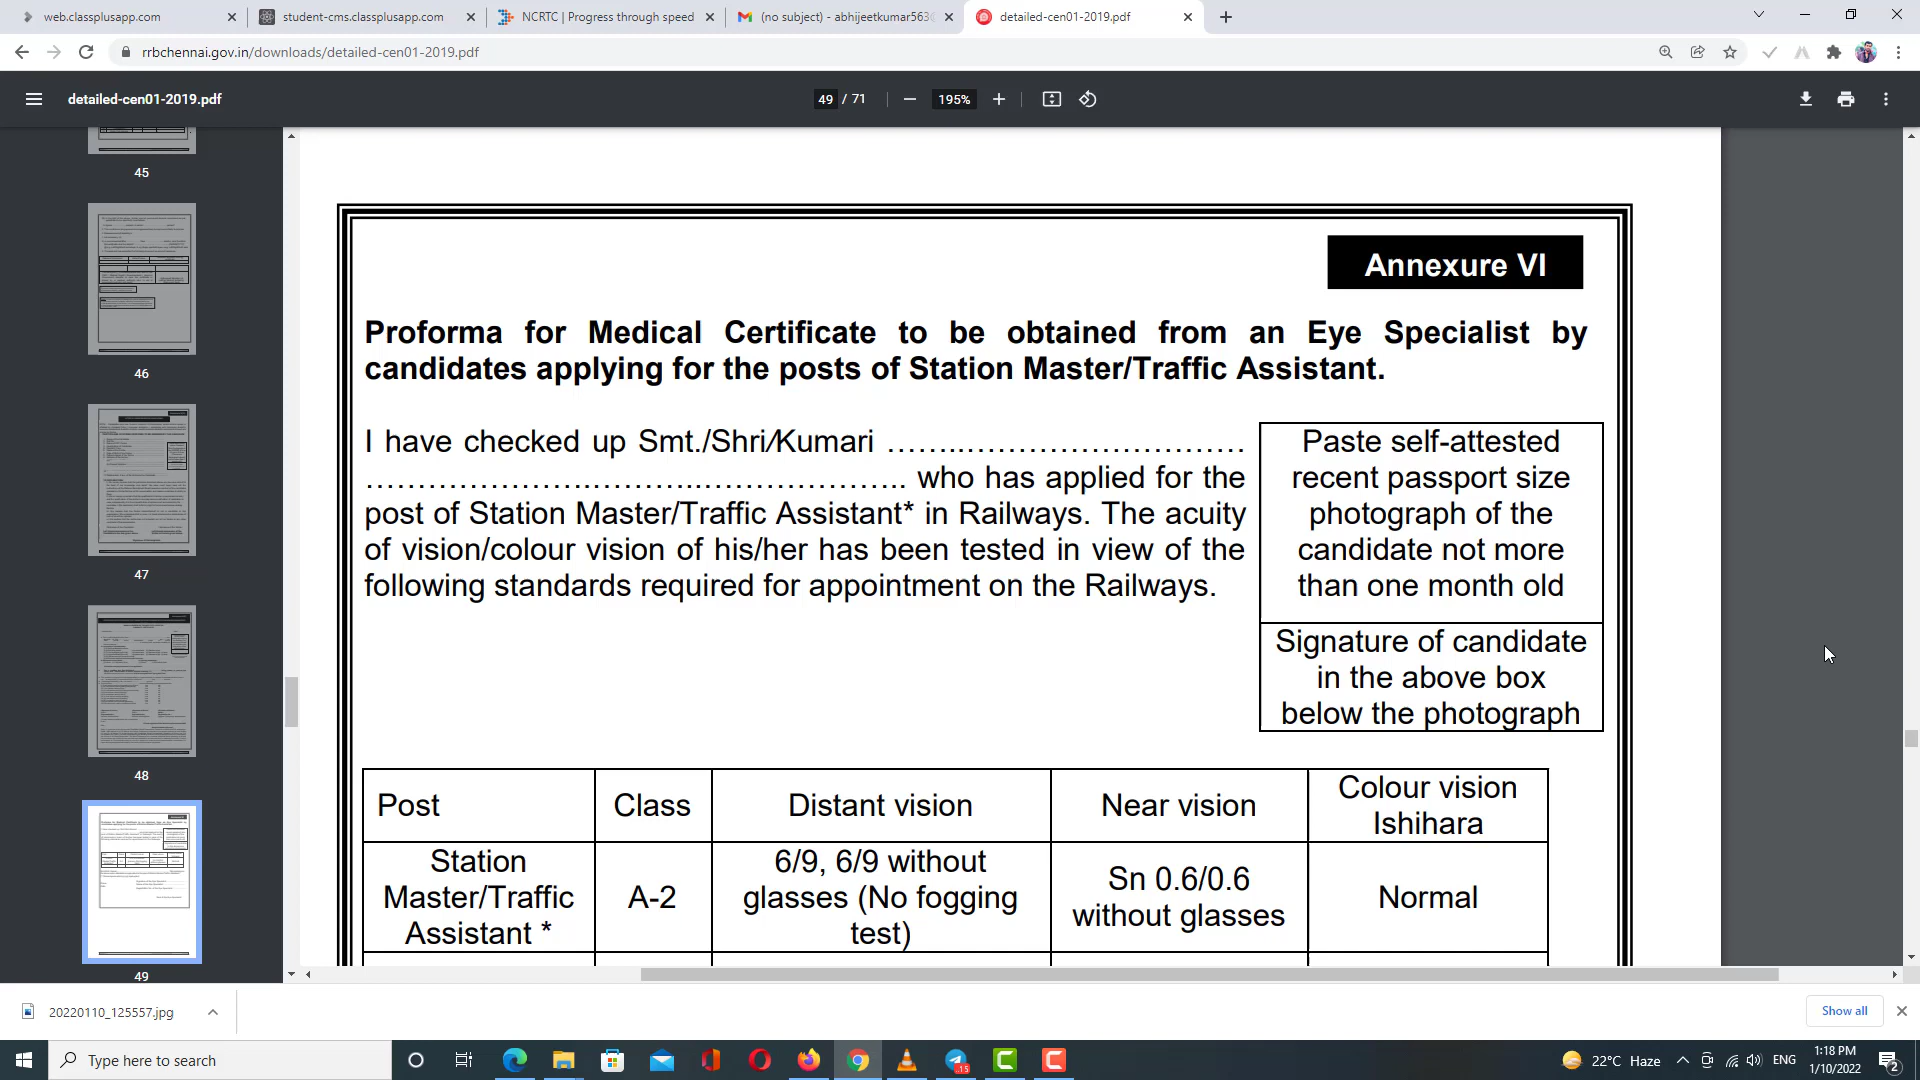 web.classplusapp.com
student-cms.classplusapp.com
NCRTC | Progress through speed
(no subject) - abhijeetkumar563
detailed-cen01-2019.pdf
rrbchennai.gov.in/downloads/detailed-cen01-2019.pdf
detailed-cen01-2019.pdf
49 / 71
195%
45
46
47
48
49
Annexure VI
Proforma for Medical Certificate to be obtained from an Eye Specialist by
candidates applying for the posts of Station Master/Traffic Assistant.
I have checked up Smt./Shri/Kumari ……..…………………………
………………………………..……………….. who has applied for the
post of Station Master/Traffic Assistant* in Railways. The acuity
of vision/colour vision of his/her has been tested in view of the
following standards required for appointment on the Railways.
Paste self-attested
recent passport size
photograph of the
candidate not more
than one month old
Signature of candidate
in the above box
below the photograph
Post
Class
Distant vision
Near vision
Colour vision
Ishihara
Station
Master/Traffic
Assistant *
A-2
6/9, 6/9 without
glasses (No fogging
test)
Sn 0.6/0.6
without glasses
Normal
20220110_125557.jpg
Show all
Type here to search
.15
22°C Haze
ENG
1:18 PM
1/10/2022
2